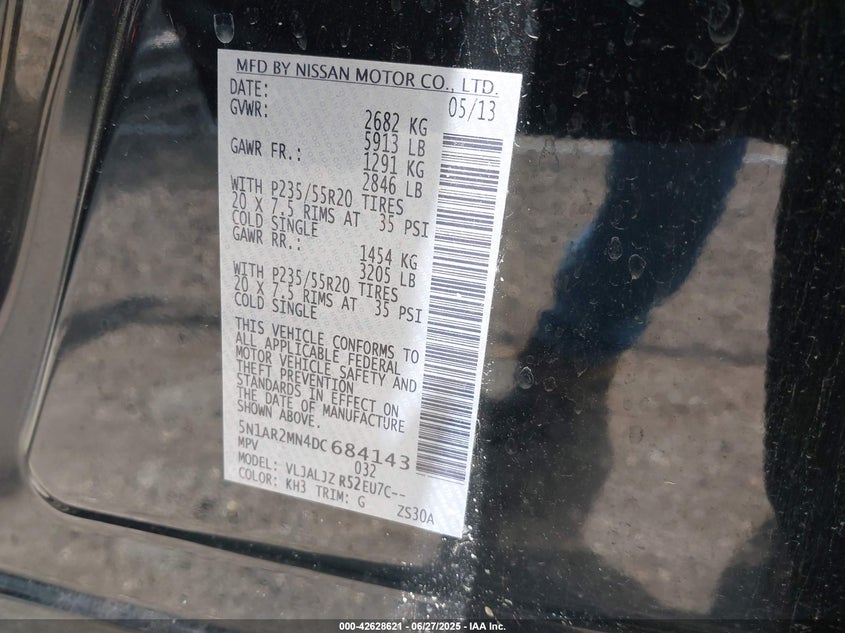 MFD BY NISSAN MOTOR CO., LTD.
DATE: 05/13
GVWR: 2682 KG
5913 LB
GAWR FR.: 1291 KG
2846 LB
WITH P235/55R20 TIRES
20 X 7.5 RIMS AT 35 PSI
COLD SINGLE
GAWR RR.: 1454 KG
3205 LB
WITH P235/55R20 TIRES
20 X 7.5 RIMS AT 35 PSI
COLD SINGLE
THIS VEHICLE CONFORMS TO
ALL APPLICABLE FEDERAL
MOTOR VEHICLE SAFETY AND
THEFT PREVENTION
STANDARDS IN EFFECT ON
THE DATE OF MANUFACTURE
SHOWN ABOVE.
5N1AR2MN4DC684143
MPV 032
MODEL: VLJALJZ R52EU7C--
COLOR: KH3 TRIM: G ZS30A
000-42628621 - 06/27/2025 - IAA Inc.